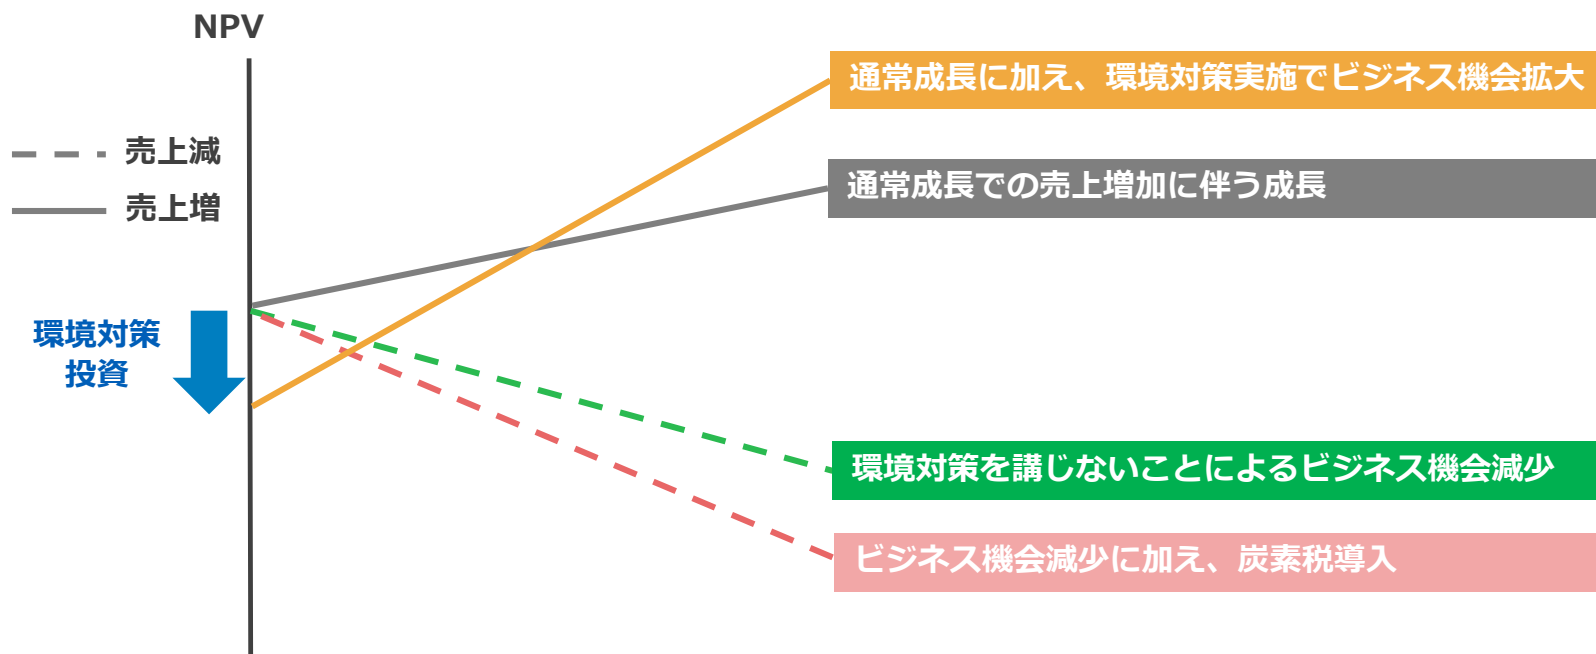 NPV
通常成長に加え、環境対策実施でビジネス機会拡大
売上減
通常成長での売上増加に伴う成長
売上増
環境対策
投資
環境対策を講じないことによるビジネス機会減少
ビジネス機会減少に加え、炭素税導入